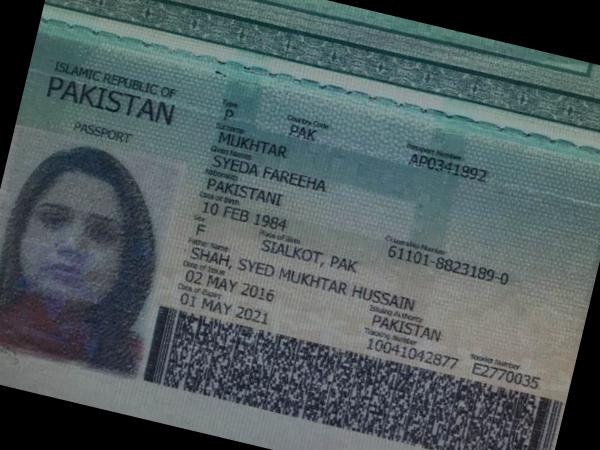 ISLAMIC REPUBLIC OF
PAKISTAN
PASSPORT
Type
P
Country Code
PAK
Passport Number
AP0341892
Surname
MUKHTAR
Given Names
SYEDA FAREEHA
Nationality
PAKISTANI
Date of Birth
10 FEB 1984
Citizenship Number
61101-8823189-0
Sex
F
Place of Birth
SIALKOT, PAK
Father Name
SHAH, SYED MUKHTAR HUSSAIN
Date of Issue
02 MAY 2016
Issuing Authority
PAKISTAN
Date of Expiry
01 MAY 2021
Tracking Number
10041042877
Booklet Number
E2770035